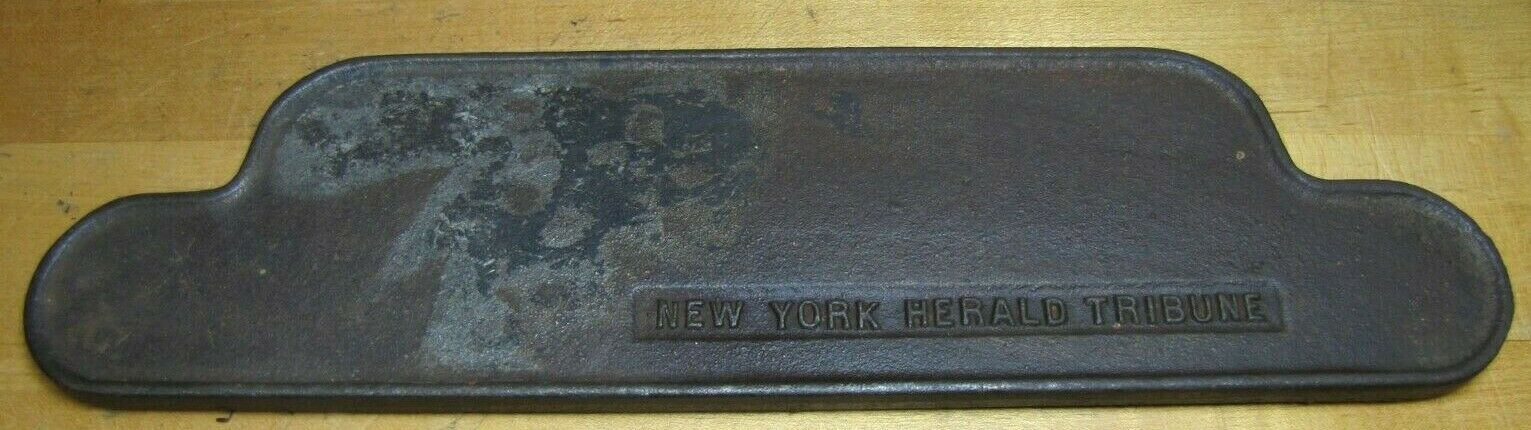 NEW YORK HERALD TRIBUNE